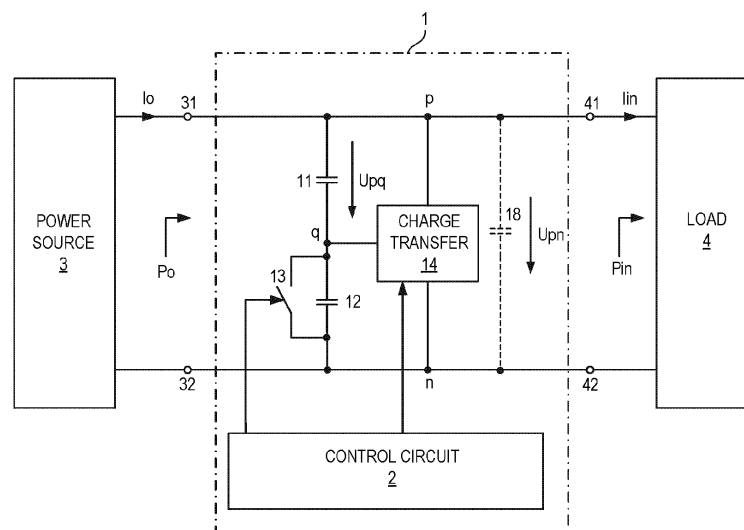 1
Io
31
p
41
Iin
11
Upq
POWER
SOURCE
3
Po
q
CHARGE
TRANSFER
14
18
Upn
Pin
LOAD
4
13
12
32
n
42
CONTROL CIRCUIT
2